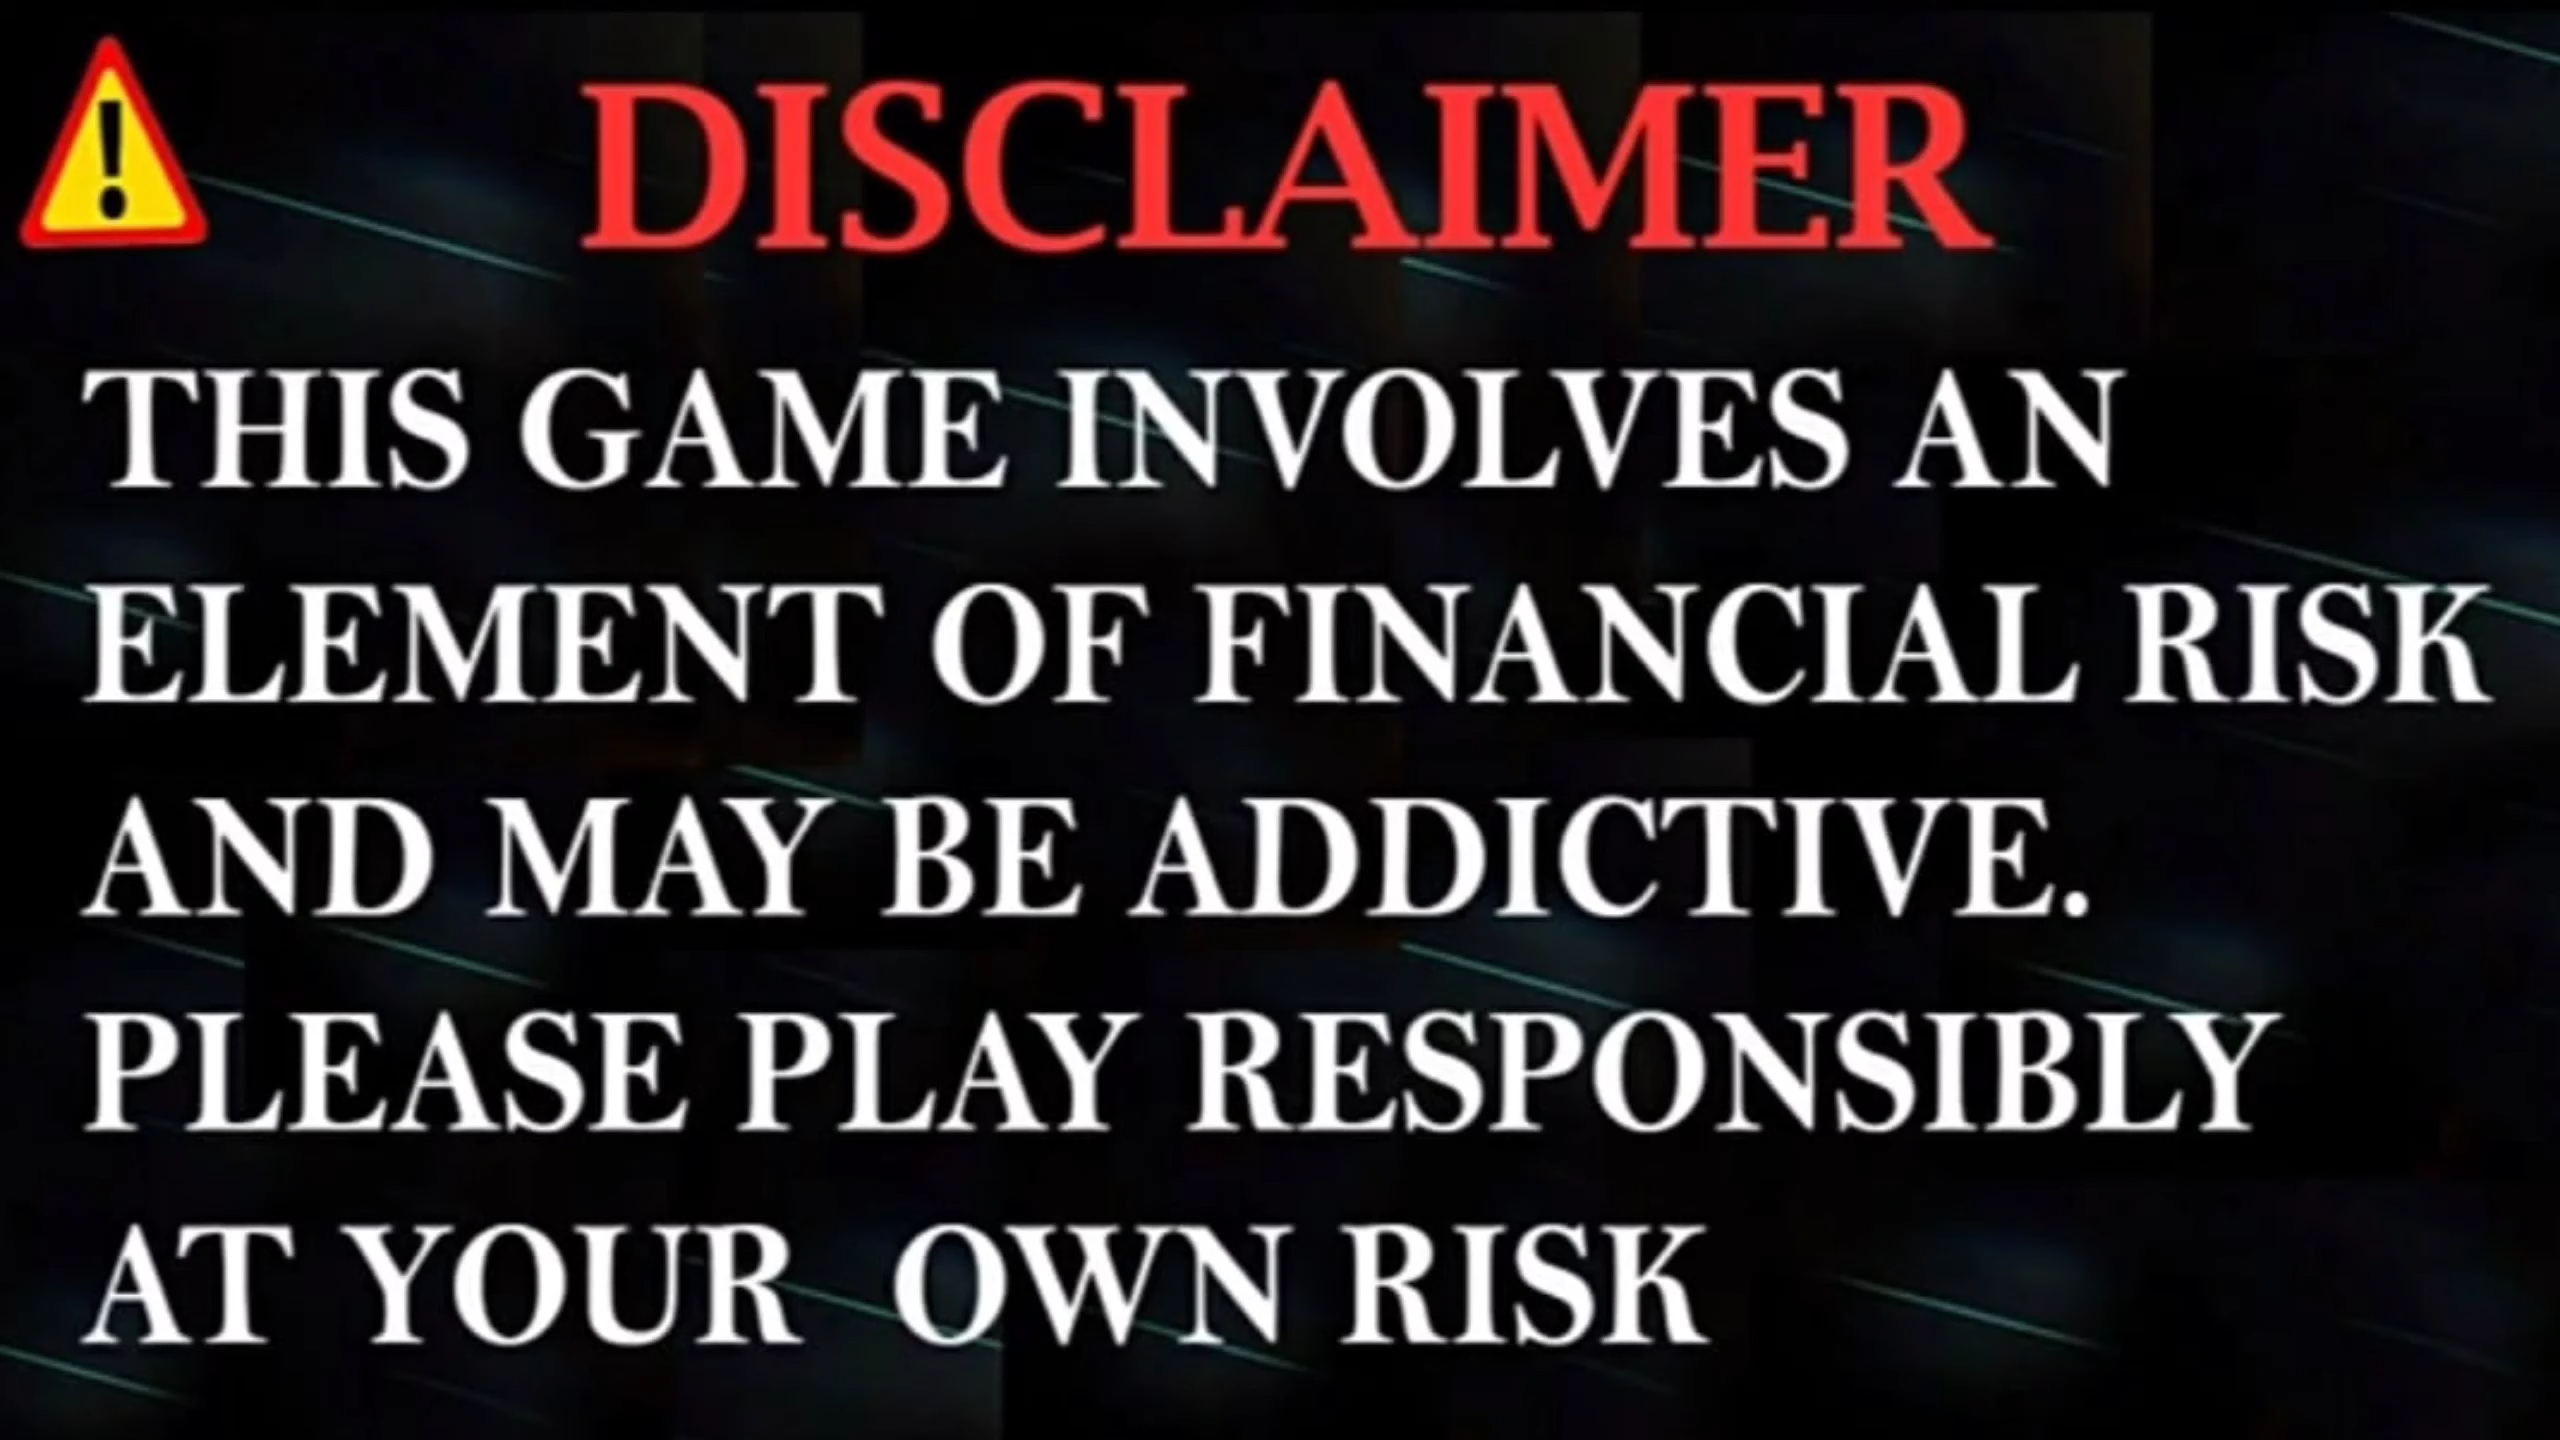 DISCLAIMER
THIS GAME INVOLVES AN
ELEMENT OF FINANCIAL RISK
AND MAY BE ADDICTIVE.
PLEASE PLAY RESPONSIBLY
AT YOUR OWN RISK